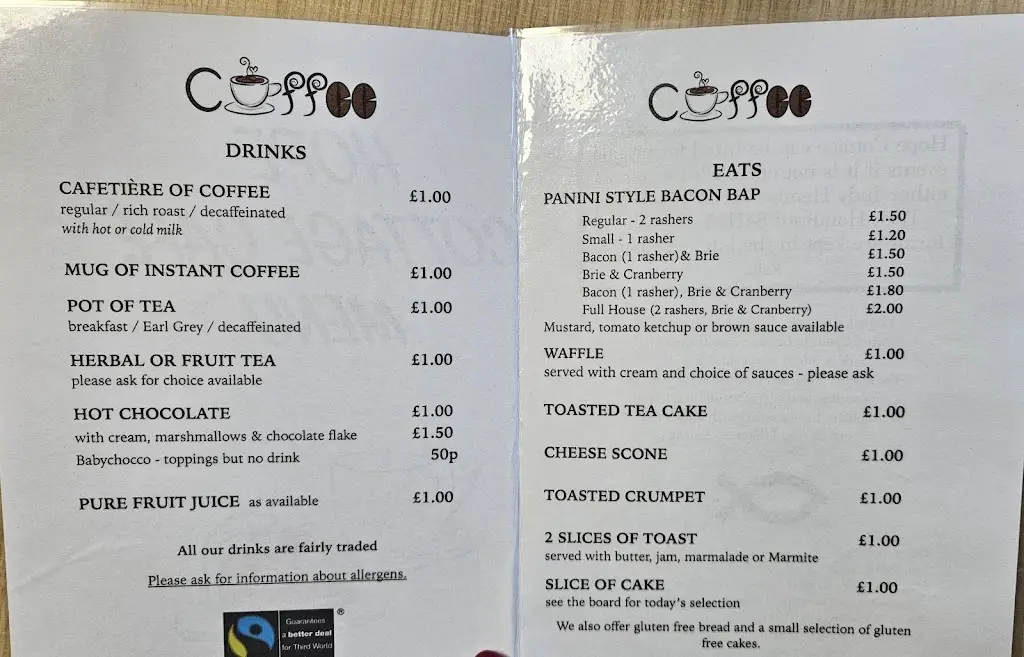 Coffee
DRINKS
CAFETIÈRE OF COFFEE £1.00
regular / rich roast / decaffeinated
with hot or cold milk
MUG OF INSTANT COFFEE £1.00
POT OF TEA £1.00
breakfast / Earl Grey / decaffeinated
HERBAL OR FRUIT TEA £1.00
please ask for choice available
HOT CHOCOLATE £1.00
with cream, marshmallows & chocolate flake £1.50
Babychocco - toppings but no drink 50p
PURE FRUIT JUICE as available £1.00
All our drinks are fairly traded
Please ask for information about allergens.
Guarantees
a better deal
for Third World
®
Coffee
EATS
PANINI STYLE BACON BAP
Regular - 2 rashers £1.50
Small - 1 rasher £1.20
Bacon (1 rasher)& Brie £1.50
Brie & Cranberry £1.50
Bacon (1 rasher), Brie & Cranberry £1.80
Full House (2 rashers, Brie & Cranberry) £2.00
Mustard, tomato ketchup or brown sauce available
WAFFLE £1.00
served with cream and choice of sauces - please ask
TOASTED TEA CAKE £1.00
CHEESE SCONE £1.00
TOASTED CRUMPET £1.00
2 SLICES OF TOAST £1.00
served with butter, jam, marmalade or Marmite
SLICE OF CAKE £1.00
see the board for today's selection
We also offer gluten free bread and a small selection of gluten
free cakes.